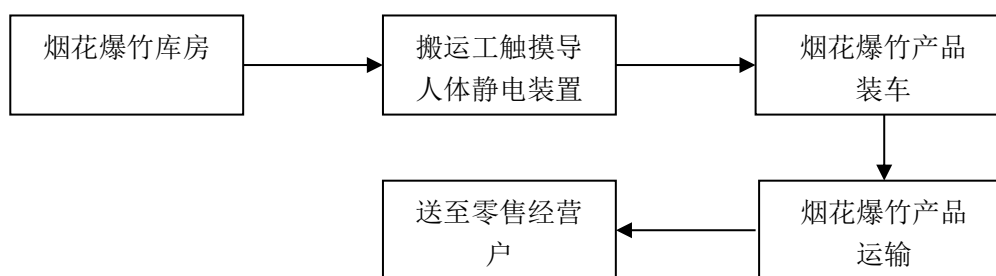 烟花爆竹库房
搬运工触摸导
人体静电装置
烟花爆竹产品
装车
烟花爆竹产品
运输
送至零售经营
户